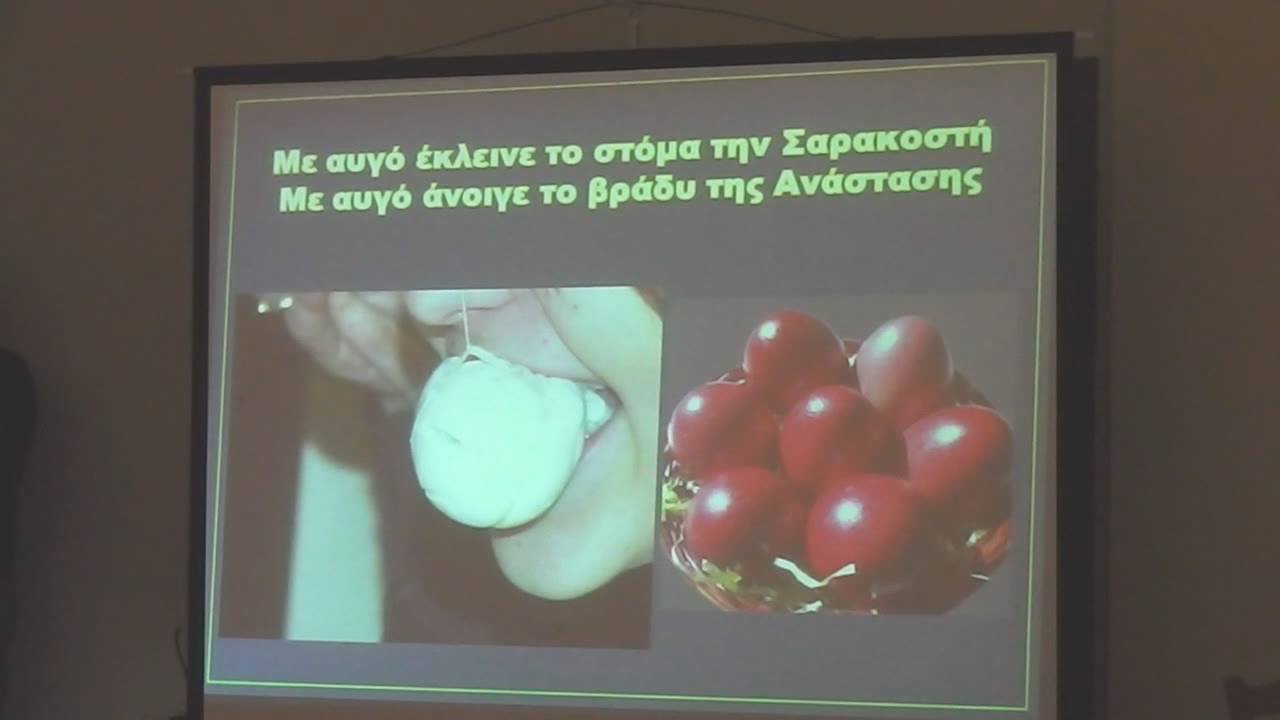 Με αυγό έκλεινε το στόμα την Σαρακοστή
Με αυγό άνοιγε το βράδυ της Ανάστασης